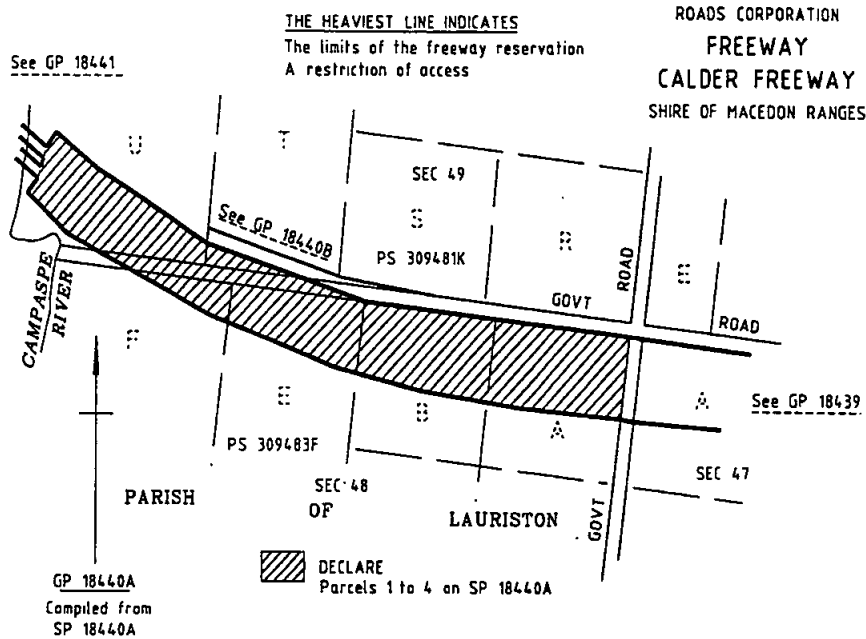 THE HEAVIEST LINE INDICATES
The limits of the freeway reservation
A restriction of access
ROADS CORPORATION
FREEWAY
CALDER FREEWAY
SHIRE OF MACEDON RANGES
See GP 18441
U
T
SEC 49
S
PS 309481K
R
E
See GP 18440B
GOVT
ROAD
ROAD
CAMPASPE
RIVER
F
E
B
A
A
See GP 18439
PS 309483F
SEC 48
SEC 47
PARISH
OF
LAURISTON
GOVT
DECLARE
Parcels 1 to 4 on SP 18440A
GP 18440A
Compiled from
SP 18440A